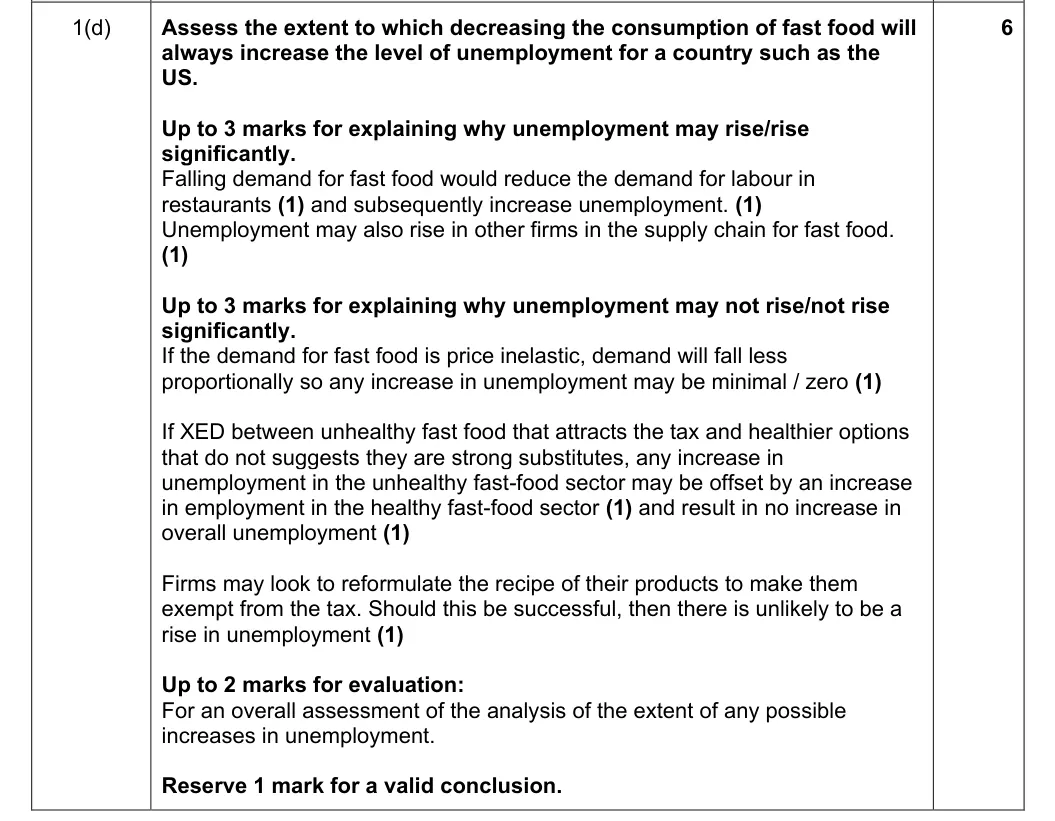 1(d)
Assess the extent to which decreasing the consumption of fast food will
always increase the level of unemployment for a country such as the
US.
6
Up to 3 marks for explaining why unemployment may rise/rise
significantly.
Falling demand for fast food would reduce the demand for labour in
restaurants (1) and subsequently increase unemployment. (1)
Unemployment may also rise in other firms in the supply chain for fast food.
(1)
Up to 3 marks for explaining why unemployment may not rise/not rise
significantly.
If the demand for fast food is price inelastic, demand will fall less
proportionally so any increase in unemployment may be minimal / zero (1)
If XED between unhealthy fast food that attracts the tax and healthier options
that do not suggests they are strong substitutes, any increase in
unemployment in the unhealthy fast-food sector may be offset by an increase
in employment in the healthy fast-food sector (1) and result in no increase in
overall unemployment (1)
Firms may look to reformulate the recipe of their products to make them
exempt from the tax. Should this be successful, then there is unlikely to be a
rise in unemployment (1)
Up to 2 marks for evaluation:
For an overall assessment of the analysis of the extent of any possible
increases in unemployment.
Reserve 1 mark for a valid conclusion.